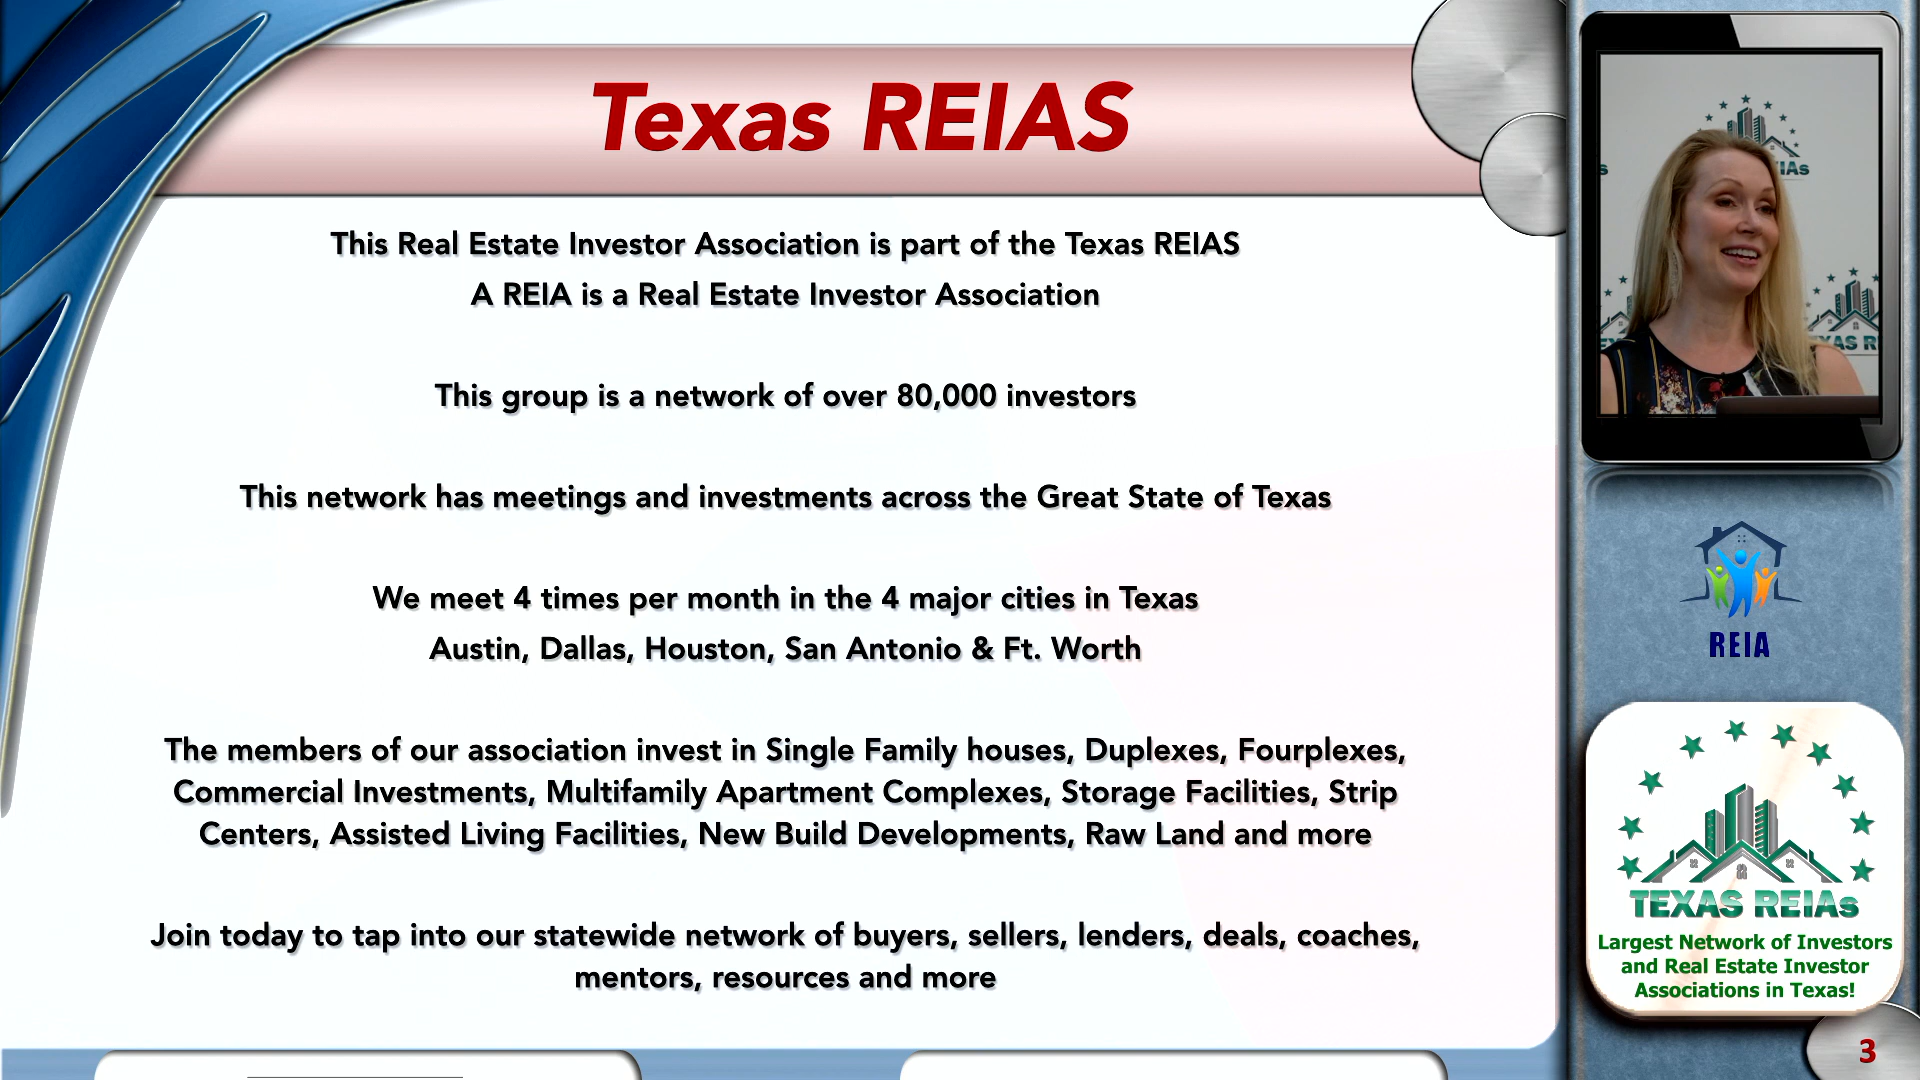 Texas REIAS
This Real Estate Investor Association is part of the Texas REIAS
A REIA is a Real Estate Investor Association
This group is a network of over 80,000 investors
This network has meetings and investments across the Great State of Texas
We meet 4 times per month in the 4 major cities in Texas
Austin, Dallas, Houston, San Antonio & Ft. Worth
The members of our association invest in Single Family houses, Duplexes, Fourplexes,
Commercial Investments, Multifamily Apartment Complexes, Storage Facilities, Strip
Centers, Assisted Living Facilities, New Build Developments, Raw Land and more
Join today to tap into our statewide network of buyers, sellers, lenders, deals, coaches,
mentors, resources and more
IAs
AS R
REIA
TEXAS REIAs
Largest Network of Investors
and Real Estate Investor
Associations in Texas!
3